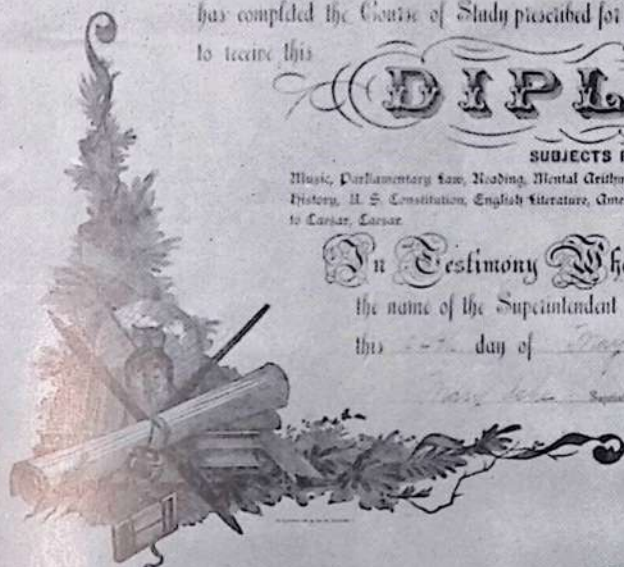 has completed the Course of Study prescribed for
to receive this
DIPL
SUBJECTS
Music, Parliamentary Law, Reading, Mental Arithm
History, U. S. Constitution, English Literature, Ame
to Caesar, Caesar.
In Testimony Whe
the name of the Superintendent
this day of May